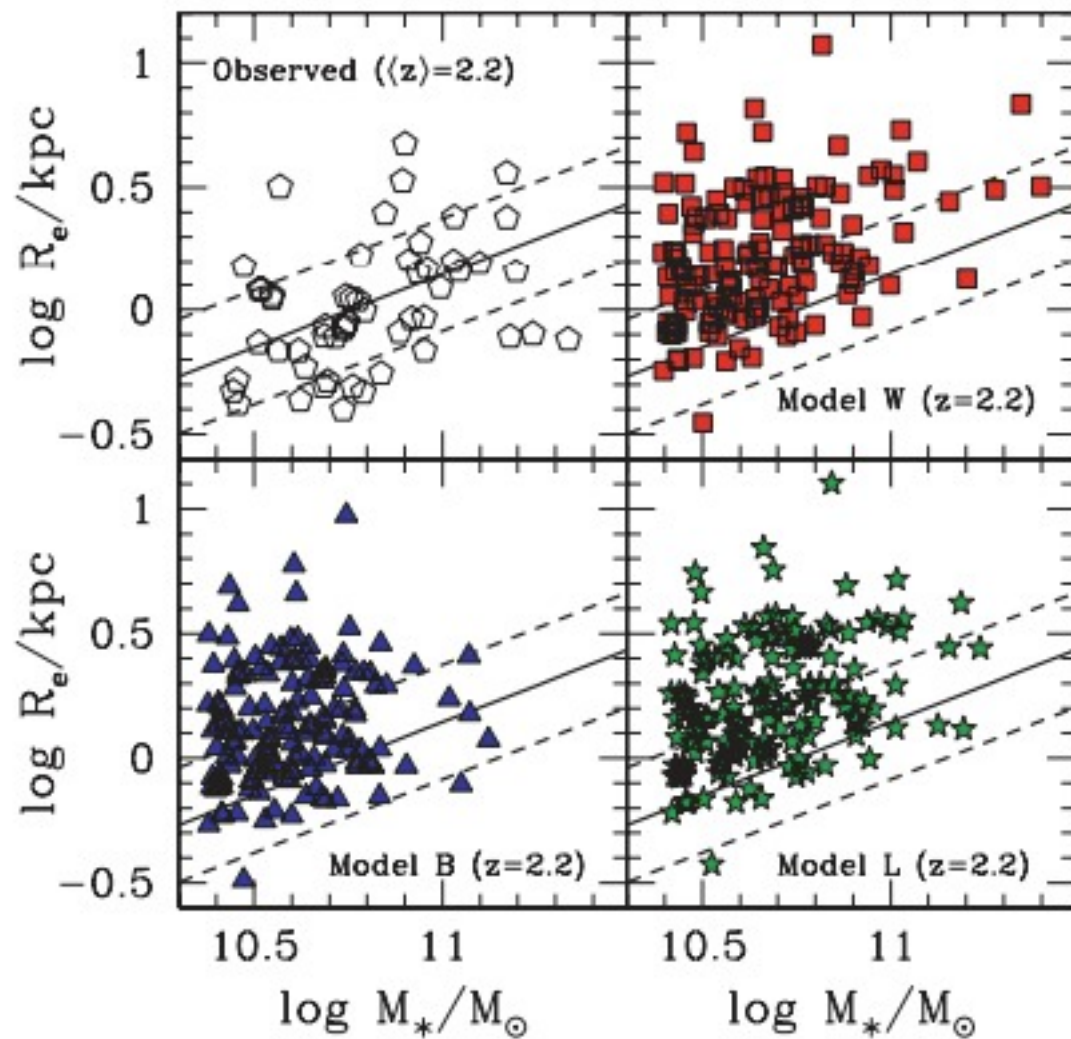 Observed (⟨z⟩=2.2)
Model W (z=2.2)
1
0.5
0
−0.5
log R_e/kpc
Model B (z=2.2)
Model L (z=2.2)
1
0.5
0
−0.5
log R_e/kpc
10.5
11
10.5
11
log M_*/M_⊙
log M_*/M_⊙